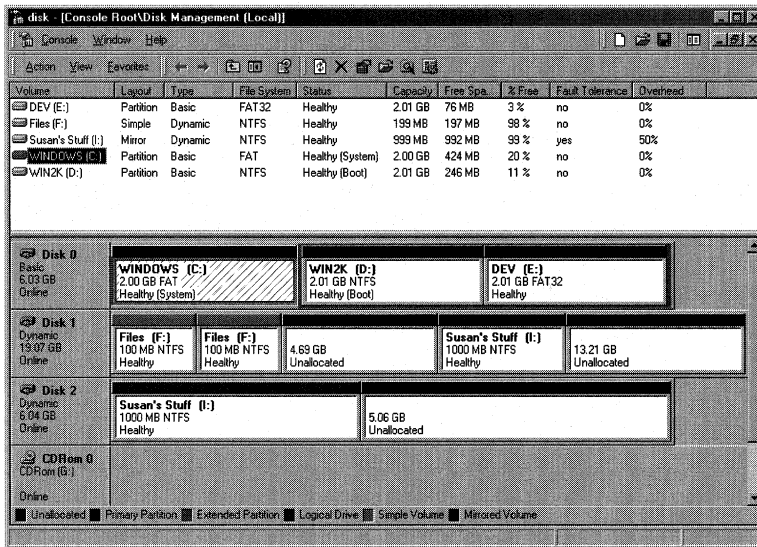 disk - [Console Root\Disk Management (Local)]
Console Window Help
Action View Favorites
Volume Layout Type File System Status Capacity Free Spa... % Free Fault Tolerance Overhead
DEV (E:) Partition Basic FAT32 Healthy 2.01 GB 76 MB 3 % no 0%
Files (F:) Simple Dynamic NTFS Healthy 199 MB 197 MB 98 % no 0%
Susan's Stuff (I:) Mirror Dynamic NTFS Healthy 999 MB 992 MB 99 % yes 50%
WINDOWS (C:) Partition Basic FAT Healthy (System) 2.00 GB 424 MB 20 % no 0%
WIN2K (D:) Partition Basic NTFS Healthy (Boot) 2.01 GB 246 MB 11 % no 0%
Disk 0
Basic
6.03 GB
Online
WINDOWS (C:)
2.00 GB FAT
Healthy (System)
WIN2K (D:)
2.01 GB NTFS
Healthy (Boot)
DEV (E:)
2.01 GB FAT32
Healthy
Disk 1
Dynamic
19.07 GB
Online
Files (F:)
100 MB NTFS
Healthy
Files (F:)
100 MB NTFS
Healthy
4.69 GB
Unallocated
Susan's Stuff (I:)
1000 MB NTFS
Healthy
13.21 GB
Unallocated
Disk 2
Dynamic
6.04 GB
Online
Susan's Stuff (I:)
1000 MB NTFS
Healthy
5.06 GB
Unallocated
CDRom 0
CDRom (G:)
Online
Unallocated Primary Partition Extended Partition Logical Drive Simple Volume Mirrored Volume